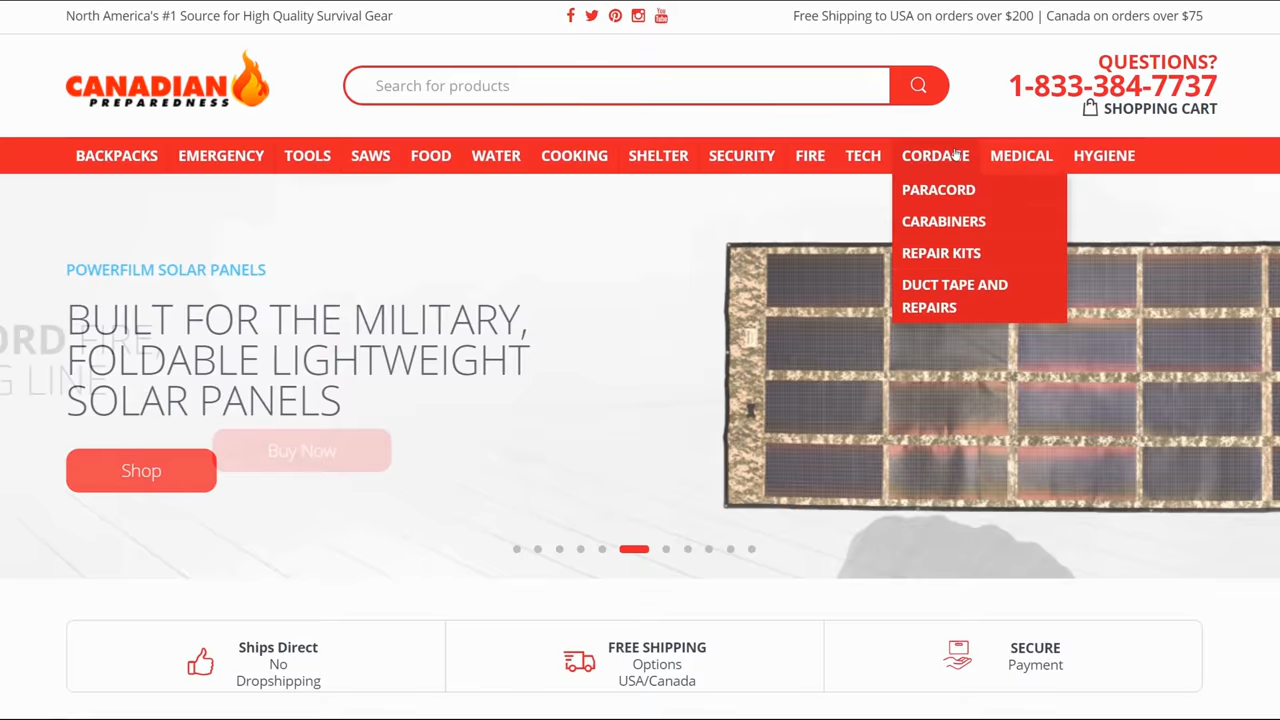 North America's #1 Source for High Quality Survival Gear
Free Shipping to USA on orders over $200 | Canada on orders over $75
CANADIAN
PREPAREDNESS
Search for products
QUESTIONS?
1-833-384-7737
SHOPPING CART
BACKPACKS EMERGENCY TOOLS SAWS FOOD WATER COOKING SHELTER SECURITY FIRE TECH CORDAGE MEDICAL HYGIENE
PARACORD
CARABINERS
REPAIR KITS
DUCT TAPE AND
REPAIRS
POWERFILM SOLAR PANELS
BUILT FOR THE MILITARY,
FOLDABLE LIGHTWEIGHT
SOLAR PANELS
ORD FIRE,
G LINE
Buy Now
Shop
Ships Direct
No
Dropshipping
FREE SHIPPING
Options
USA/Canada
SECURE
Payment